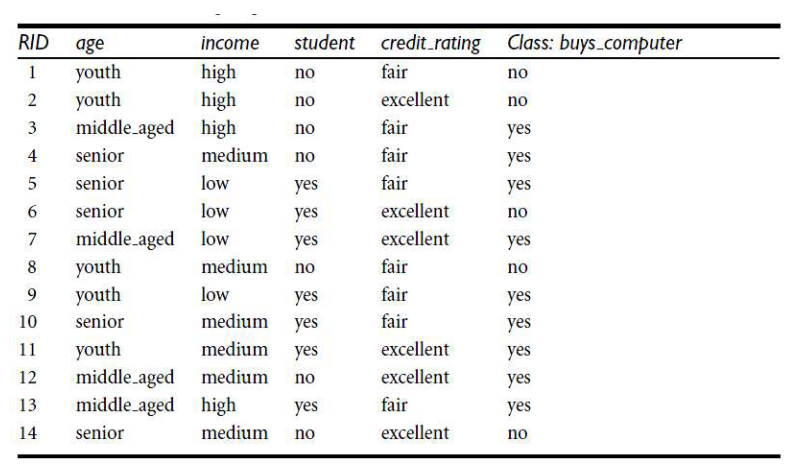 RID age income student credit_rating Class: buys_computer
1 youth high no fair no
2 youth high no excellent no
3 middle_aged high no fair yes
4 senior medium no fair yes
5 senior low yes fair yes
6 senior low yes excellent no
7 middle_aged low yes excellent yes
8 youth medium no fair no
9 youth low yes fair yes
10 senior medium yes fair yes
11 youth medium yes excellent yes
12 middle_aged medium no excellent yes
13 middle_aged high yes fair yes
14 senior medium no excellent no